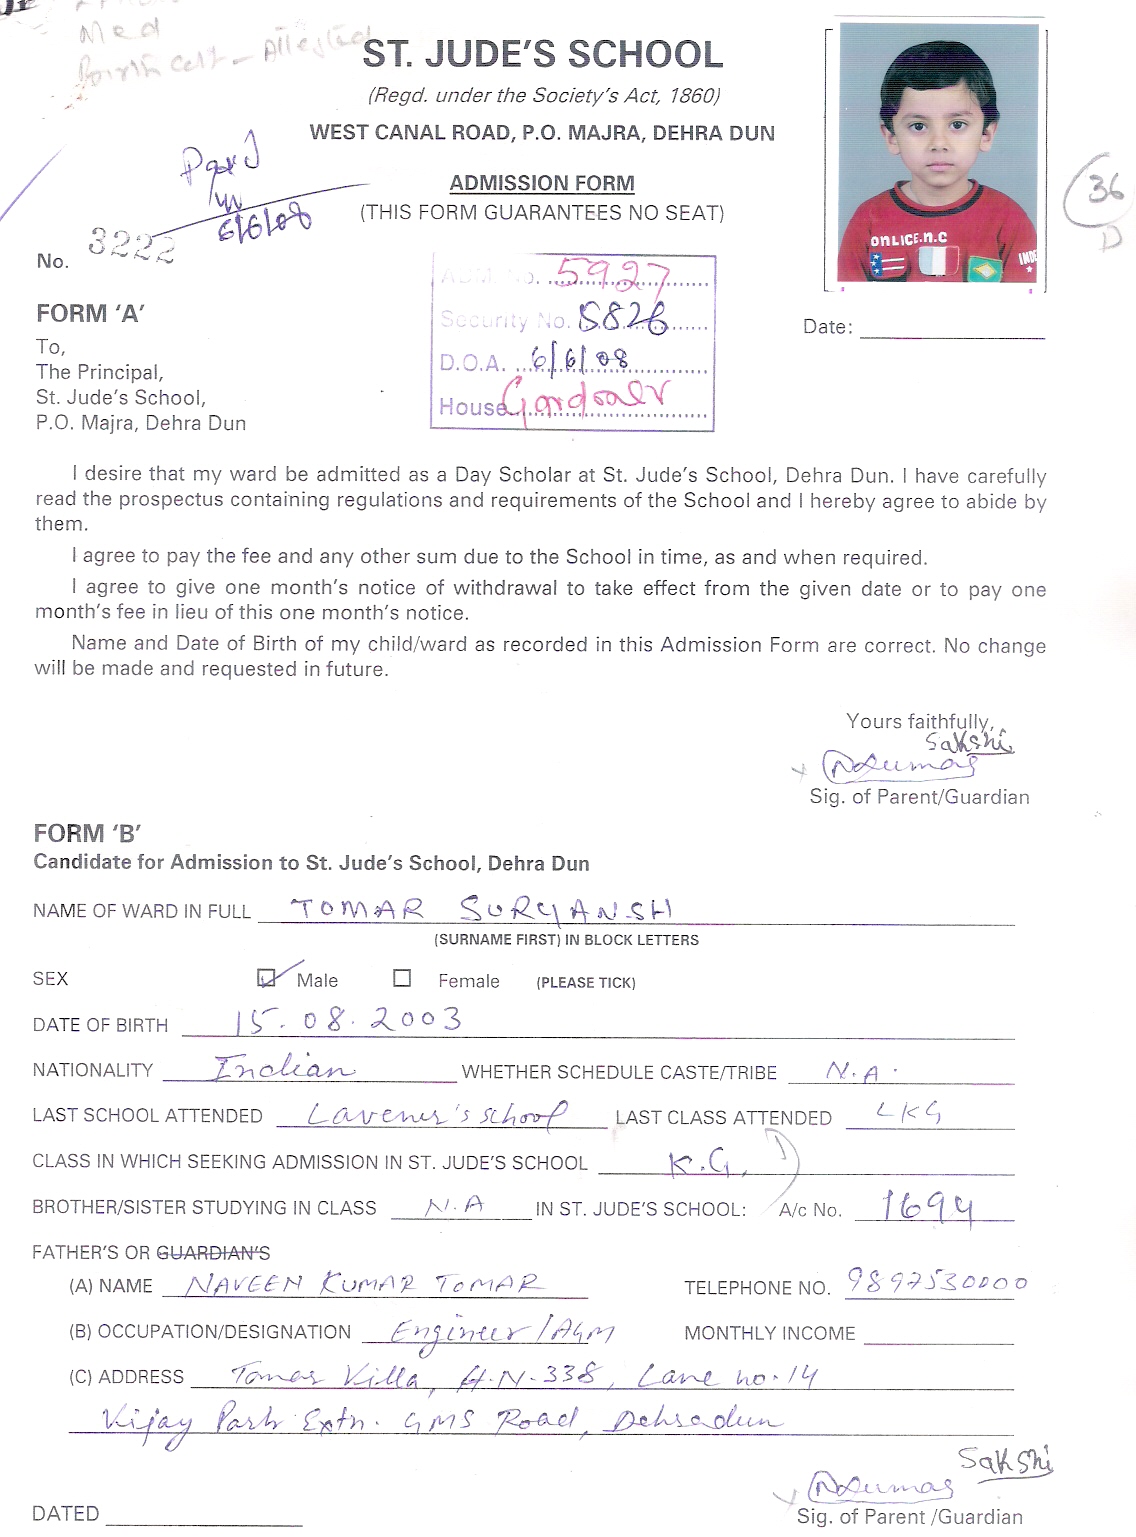 Med
Birth Cert - Attested
ST. JUDE'S SCHOOL
(Regd. under the Society's Act, 1860)
WEST CANAL ROAD, P.O. MAJRA, DEHRA DUN
ADMISSION FORM
(THIS FORM GUARANTEES NO SEAT)
6/6/08
36
D
ONLICE.N.C
No. 3222
ADM. No. 5927
Security No. 5826
D.O.A. 6/6/08
House
FORM 'A'
Date:
To,
The Principal,
St. Jude's School,
P.O. Majra, Dehra Dun
I desire that my ward be admitted as a Day Scholar at St. Jude's School, Dehra Dun. I have carefully
read the prospectus containing regulations and requirements of the School and I hereby agree to abide by
them.
I agree to pay the fee and any other sum due to the School in time, as and when required.
I agree to give one month's notice of withdrawal to take effect from the given date or to pay one
month's fee in lieu of this one month's notice.
Name and Date of Birth of my child/ward as recorded in this Admission Form are correct. No change
will be made and requested in future.
Yours faithfully,
Sakshi
Sig. of Parent/Guardian
FORM 'B'
Candidate for Admission to St. Jude's School, Dehra Dun
NAME OF WARD IN FULL TOMAR SURYANSH
(SURNAME FIRST) IN BLOCK LETTERS
SEX Male Female (PLEASE TICK)
DATE OF BIRTH 15.08.2003
NATIONALITY Indian WHETHER SCHEDULE CASTE/TRIBE N.A.
LAST SCHOOL ATTENDED Lavener's school LAST CLASS ATTENDED LKG
CLASS IN WHICH SEEKING ADMISSION IN ST. JUDE'S SCHOOL K.G, D
BROTHER/SISTER STUDYING IN CLASS N.A IN ST. JUDE'S SCHOOL: A/c No. 1694
FATHER'S OR GUARDIAN'S
(A) NAME NAVEEN KUMAR TOMAR TELEPHONE NO. 9897530000
(B) OCCUPATION/DESIGNATION Engineer/AGM MONTHLY INCOME
(C) ADDRESS Tomar Villa, H.N.338, Lane no.14
Vijay Park Extn. GMS Road, Dehradun
Sakshi
DATED Sig. of Parent /Guardian